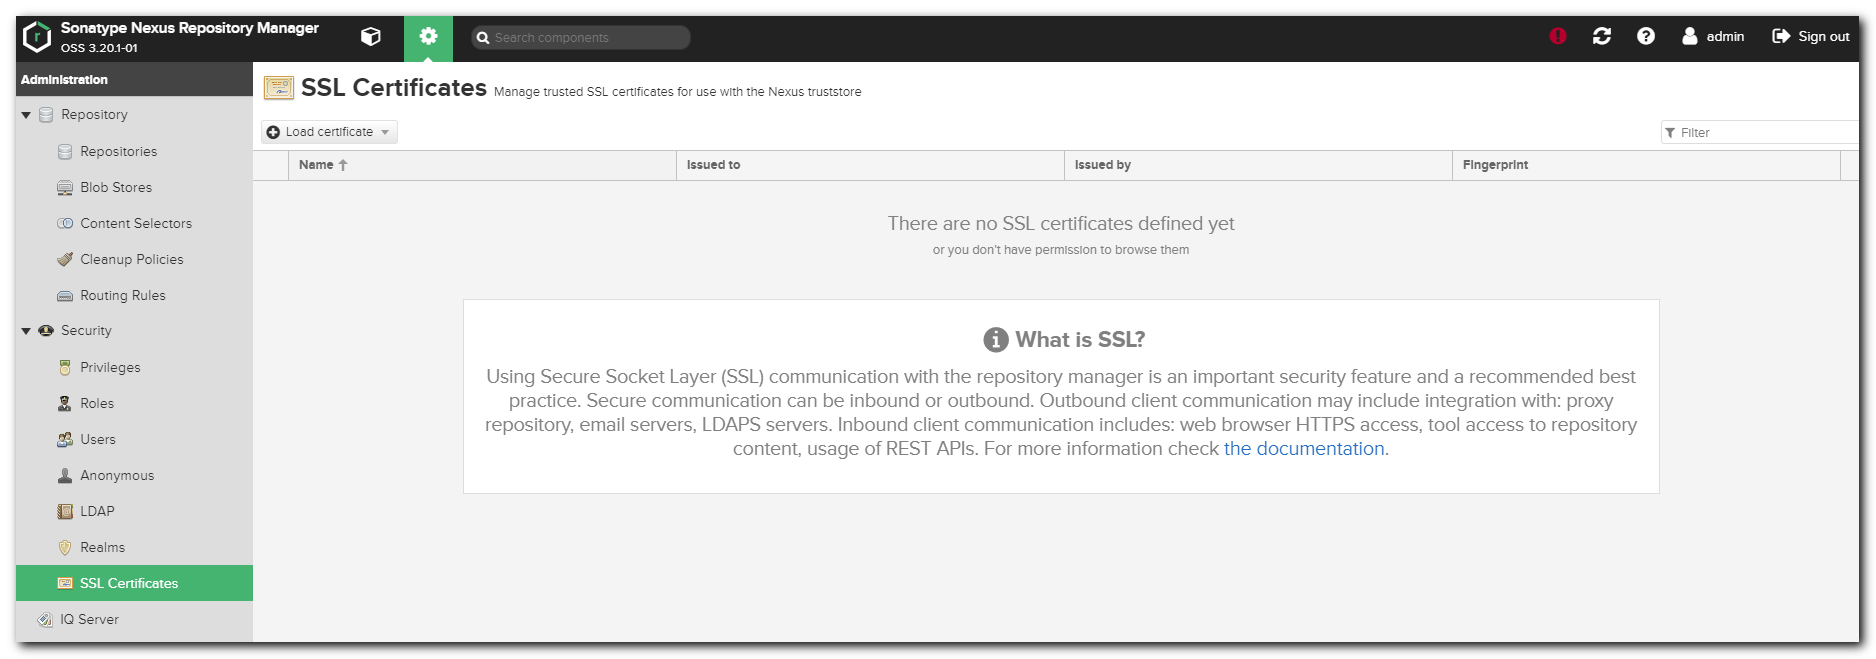 Sonatype Nexus Repository Manager
OSS 3.20.1-01
Search components
admin
Sign out
Administration
Repository
Repositories
Blob Stores
Content Selectors
Cleanup Policies
Routing Rules
Security
Privileges
Roles
Users
Anonymous
LDAP
Realms
SSL Certificates
IQ Server
SSL Certificates Manage trusted SSL certificates for use with the Nexus truststore
Load certificate
Filter
Name Issued to Issued by Fingerprint
There are no SSL certificates defined yet
or you don't have permission to browse them
What is SSL?
Using Secure Socket Layer (SSL) communication with the repository manager is an important security feature and a recommended best
practice. Secure communication can be inbound or outbound. Outbound client communication may include integration with: proxy
repository, email servers, LDAPS servers. Inbound client communication includes: web browser HTTPS access, tool access to repository
content, usage of REST APIs. For more information check the documentation.